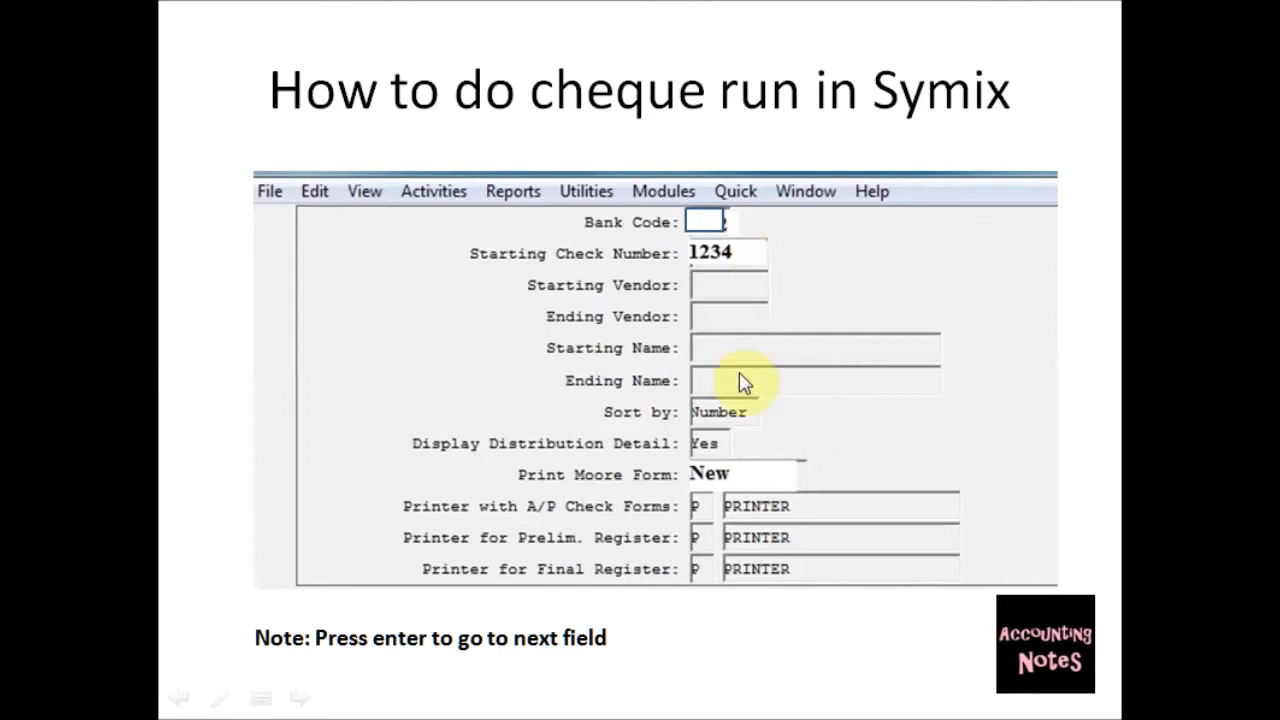 How to do cheque run in Symix
File Edit View Activities Reports Utilities Modules Quick Window Help
Bank Code:
Starting Check Number: 1234
Starting Vendor:
Ending Vendor:
Starting Name:
Ending Name:
Sort by: Number
Display Distribution Detail: Yes
Print Moore Form: New
Printer with A/P Check Forms: P PRINTER
Printer for Prelim. Register: P PRINTER
Printer for Final Register: P PRINTER
Note: Press enter to go to next field
ACCOUNTING
NOTES